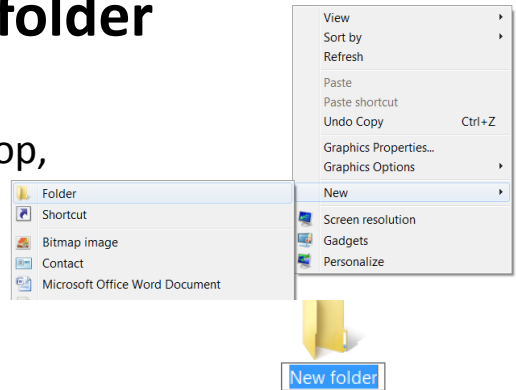 folder
op,
View
Sort by
Refresh
Paste
Paste shortcut
Undo Copy Ctrl+Z
Graphics Properties...
Graphics Options
New
Screen resolution
Gadgets
Personalize
Folder
Shortcut
Bitmap image
Contact
Microsoft Office Word Document
New folder